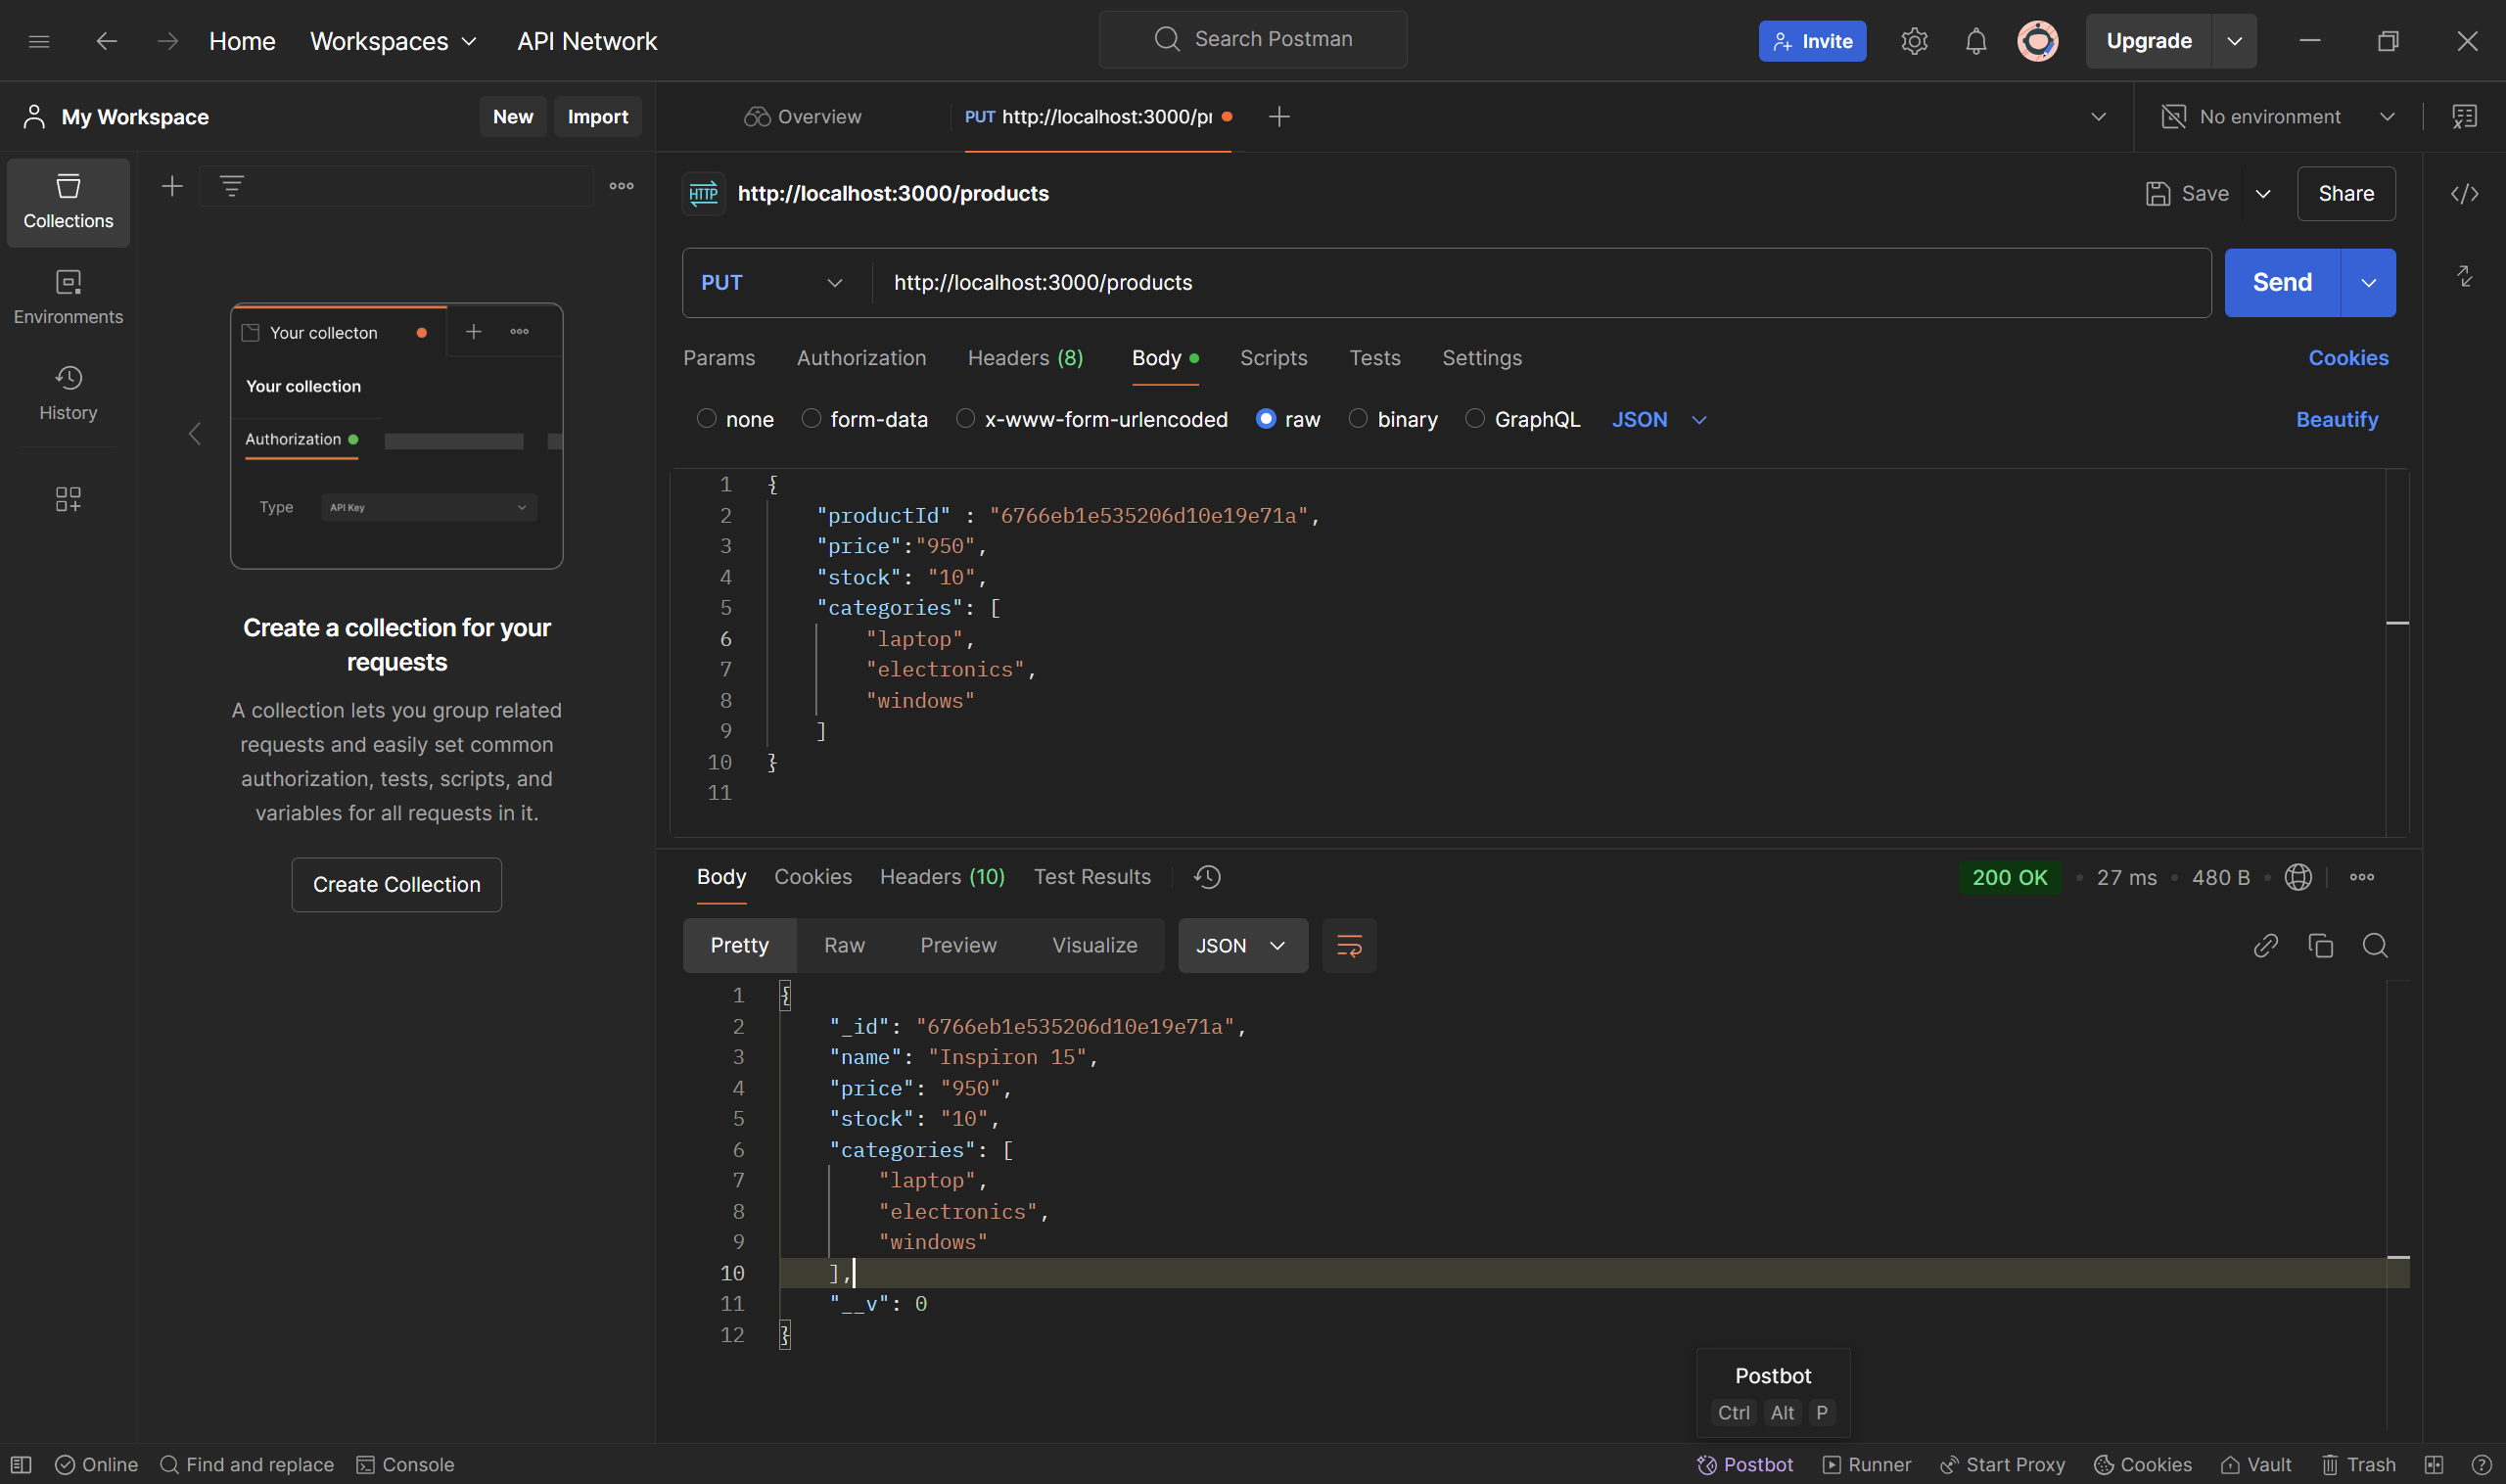 Home Workspaces API Network Search Postman Invite Upgrade
My Workspace New Import Overview PUT http://localhost:3000/pr No environment
Collections
Environments
History
Your collecton
Your collection
Authorization
Type API Key
Create a collection for your
requests
A collection lets you group related
requests and easily set common
authorization, tests, scripts, and
variables for all requests in it.
Create Collection
HTTP http://localhost:3000/products Save Share
PUT http://localhost:3000/products Send
Params Authorization Headers (8) Body Scripts Tests Settings Cookies
none form-data x-www-form-urlencoded raw binary GraphQL JSON Beautify
1 {
2 "productId" : "6766eb1e535206d10e19e71a",
3 "price":"950",
4 "stock": "10",
5 "categories": [
6 "laptop",
7 "electronics",
8 "windows"
9 ]
10 }
11
Body Cookies Headers (10) Test Results 200 OK • 27 ms • 480 B •
Pretty Raw Preview Visualize JSON
1 {
2 "_id": "6766eb1e535206d10e19e71a",
3 "name": "Inspiron 15",
4 "price": "950",
5 "stock": "10",
6 "categories": [
7 "laptop",
8 "electronics",
9 "windows"
10 ],
11 "__v": 0
12 }
Postbot
Ctrl Alt P
Online Find and replace Console Postbot Runner Start Proxy Cookies Vault Trash